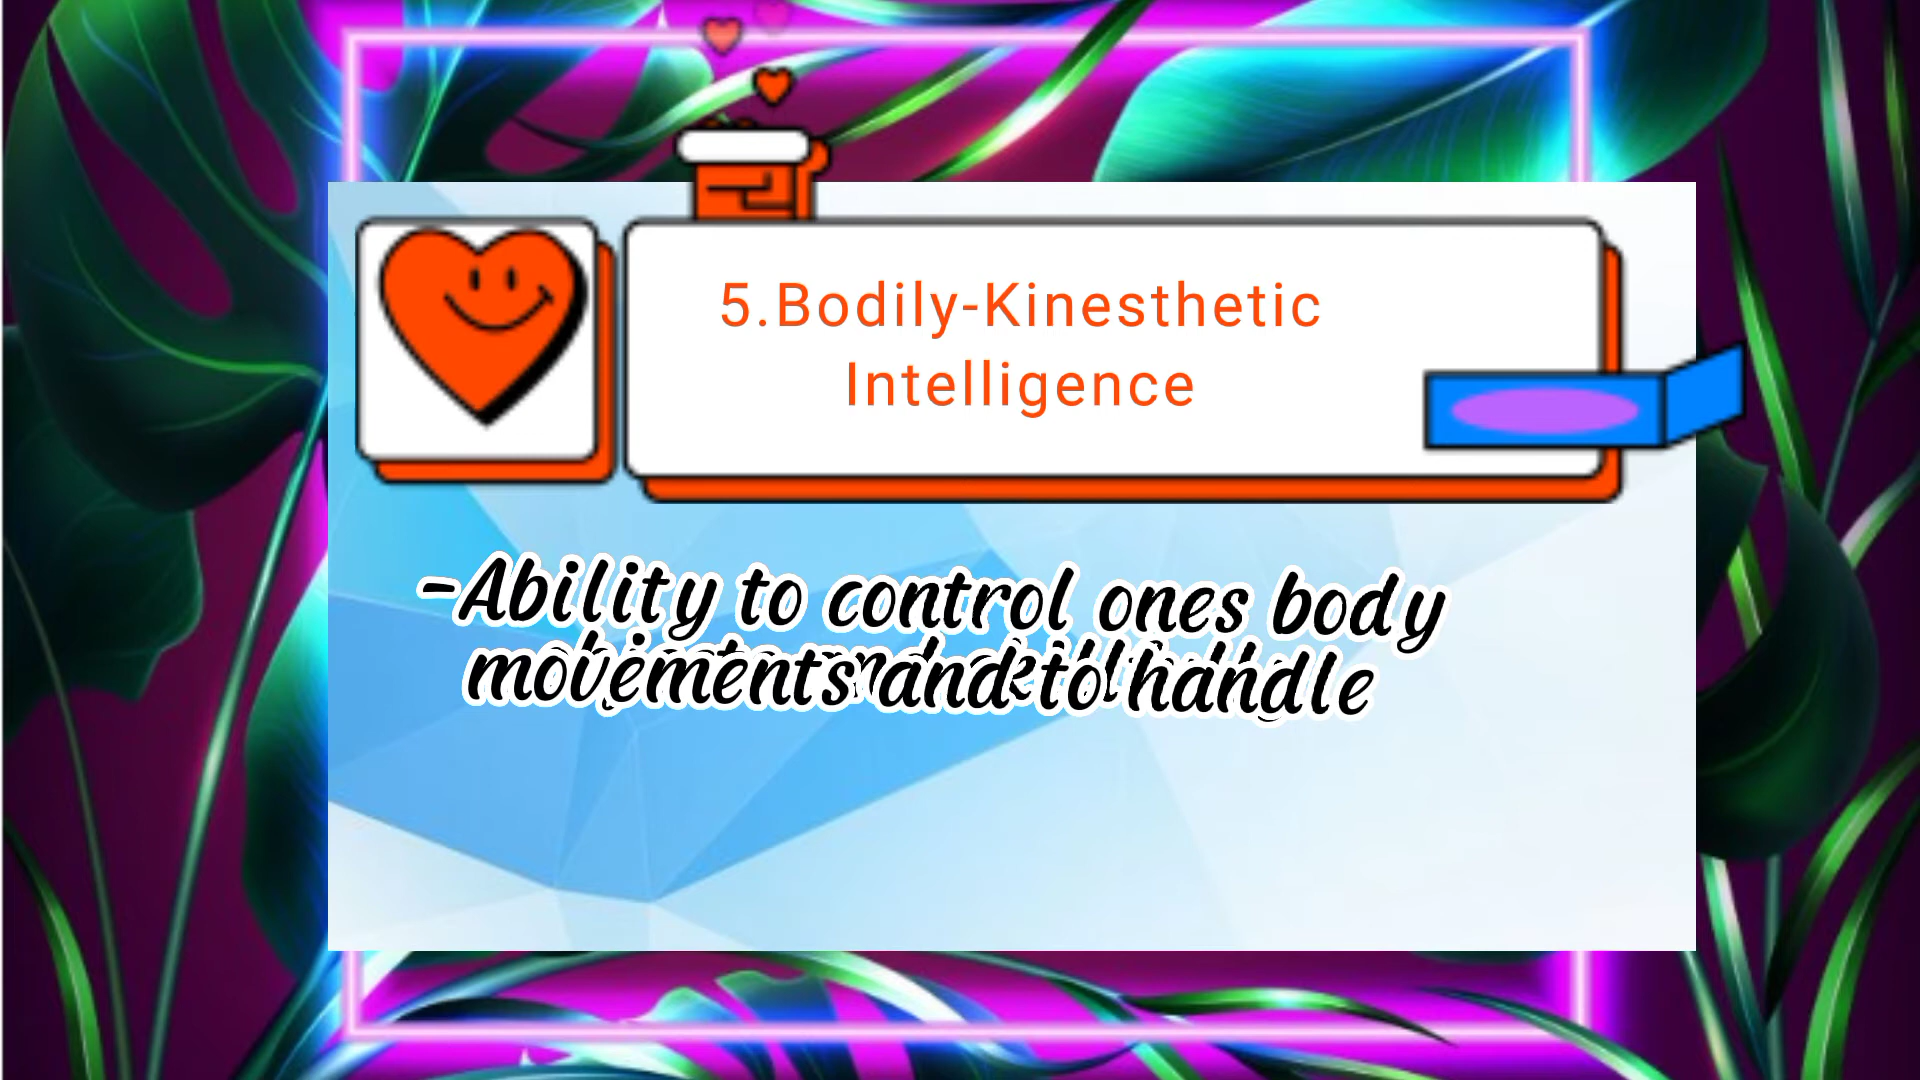 5.Bodily-Kinesthetic
Intelligence
-Ability to control ones body
movements and to handle